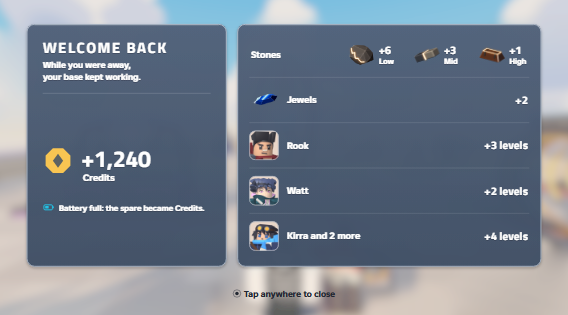 WELCOME BACK
While you were away,
your base kept working.
+1,240
Credits
Battery full: the spare became Credits.
Stones
+6
Low
+3
Mid
+1
High
Jewels
+2
Rook
+3 levels
Watt
+2 levels
Kirra and 2 more
+4 levels
Tap anywhere to close